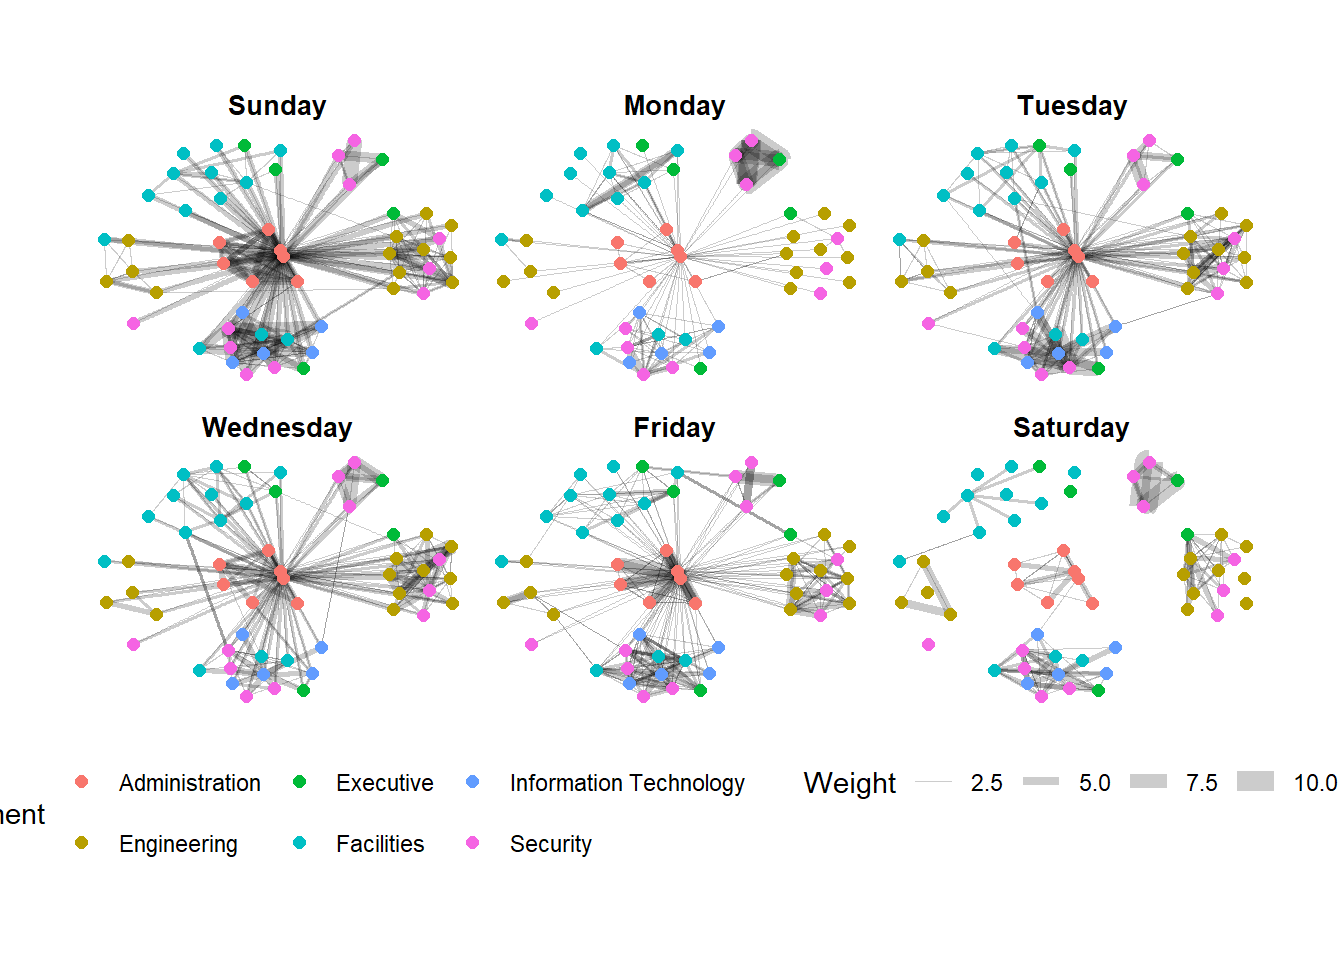 Sunday
Monday
Tuesday
Wednesday
Friday
Saturday
Administration
Executive
Information Technology
Weight
2.5
5.0
7.5
10.0
nent
Engineering
Facilities
Security